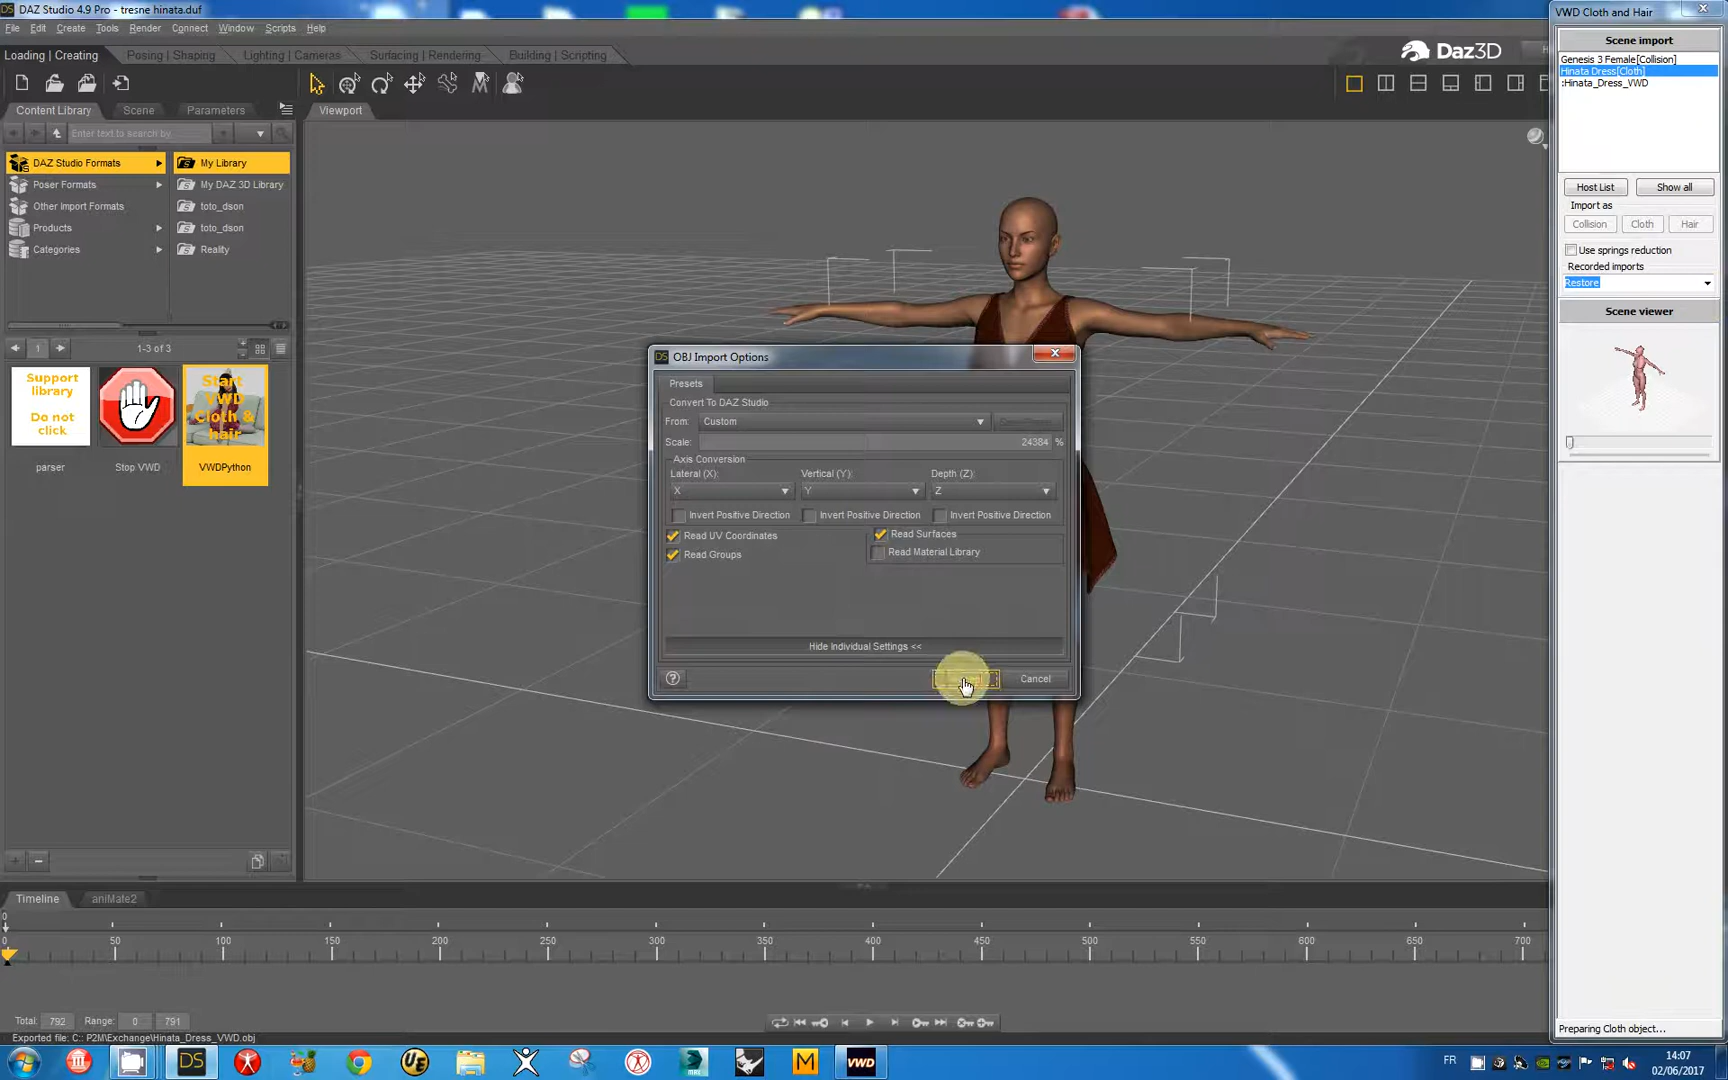 DS DAZ Studio 4.9 Pro - tresne hinata.duf
File Edit Create Tools Render Connect Window Scripts Help
Loading | Creating Posing | Shaping Lighting | Cameras Surfacing | Rendering Building | Scripting
Daz3D
Content Library Scene Parameters
Viewport
Enter text to search by
DAZ Studio Formats
Poser Formats
Other Import Formats
Products
Categories
My Library
My DAZ 3D Library
toto_dson
toto_dson
Reality
1 1-3 of 3
Support library Do not click
Start VWD Cloth & hair
parser Stop VWD VWDPython
DS OBJ Import Options
Presets
Convert To DAZ Studio
From: Custom
Scale: 24384 %
Axis Conversion
Lateral (X): Vertical (Y): Depth (Z):
X Y Z
Invert Positive Direction Invert Positive Direction Invert Positive Direction
Read UV Coordinates Read Surfaces
Read Groups Read Material Library
Hide Individual Settings <<
? Cancel
VWD Cloth and Hair
Scene import
Genesis 3 Female[Collision]
Hinata Dress[Cloth]
:Hinata_Dress_VWD
Host List Show all
Import as
Collision Cloth Hair
Use springs reduction
Recorded imports
Restore
Scene viewer
Preparing Cloth object...
Timeline aniMate2
0
0 50 100 150 200 250 300 350 400 450 500 550 600 650 700
Total: 792 Range: 0 791
Exported file: C:: P2M\Exchange\Hinata_Dress_VWD.obj
DS M VWD
FR
14:07
02/06/2017